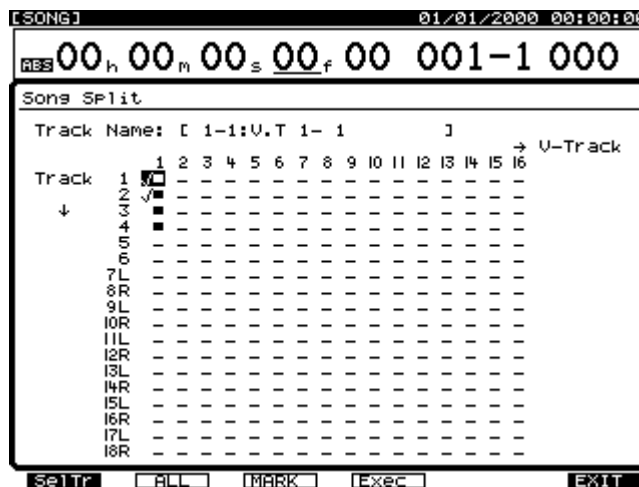 [SONG] 01/01/2000 00:00:00
ABS 00h 00m 00s 00f 00 001-1 000
Song Split
Track Name: [ 1-1:V.T 1- 1 ]
→ V-Track
1 2 3 4 5 6 7 8 9 10 11 12 13 14 15 16
Track 1 √□ - - - - - - - - - - - - - - -
2 √■ - - - - - - - - - - - - - - -
↓ 3 ■ - - - - - - - - - - - - - - -
4 ■ - - - - - - - - - - - - - - -
5 - - - - - - - - - - - - - - - -
6 - - - - - - - - - - - - - - - -
7L - - - - - - - - - - - - - - - -
8R - - - - - - - - - - - - - - - -
9L - - - - - - - - - - - - - - - -
10R - - - - - - - - - - - - - - - -
11L - - - - - - - - - - - - - - - -
12R - - - - - - - - - - - - - - - -
13L - - - - - - - - - - - - - - - -
14R - - - - - - - - - - - - - - - -
15L - - - - - - - - - - - - - - - -
16R - - - - - - - - - - - - - - - -
17L - - - - - - - - - - - - - - - -
18R - - - - - - - - - - - - - - - -
SelTr ALL MARK Exec EXIT